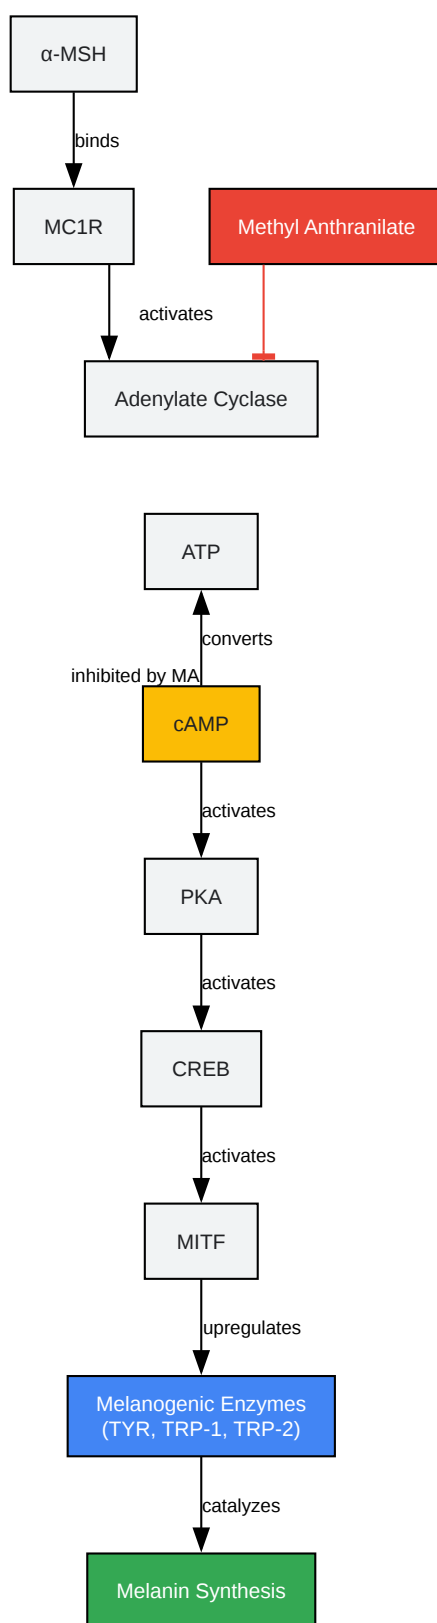 α-MSH
binds
MC1R
Methyl Anthranilate
activates
Adenylate Cyclase
ATP
converts
inhibited by MA
cAMP
activates
PKA
activates
CREB
activates
MITF
upregulates
Melanogenic Enzymes
(TYR, TRP-1, TRP-2)
catalyzes
Melanin Synthesis